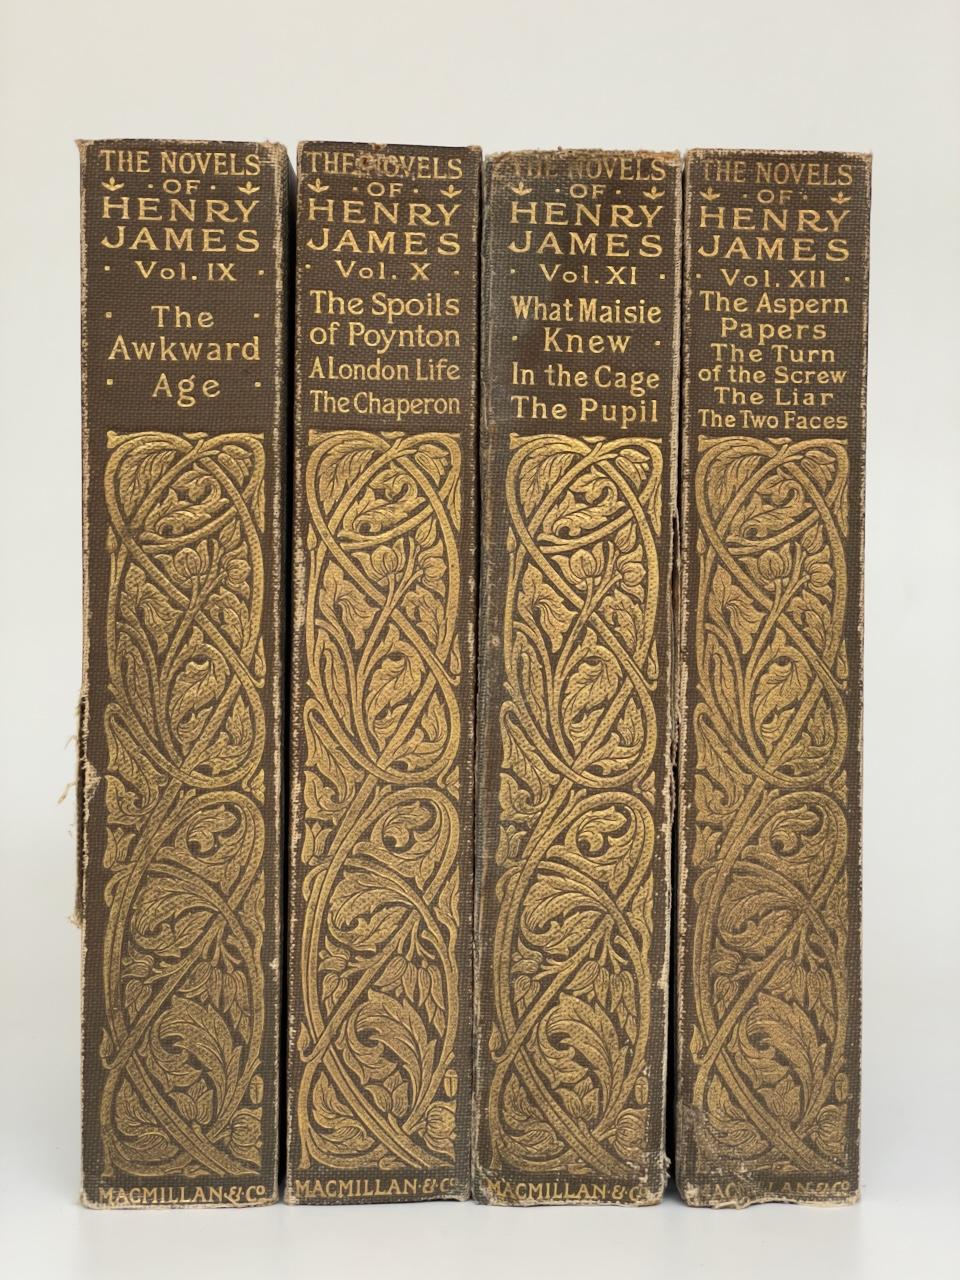 THE NOVELS
OF
HENRY
JAMES
Vol. IX
The
Awkward
Age
MACMILLAN & Co
THE NOVELS
OF
HENRY
JAMES
Vol. X
The Spoils
of Poynton
A London Life
The Chaperon
MACMILLAN & Co
THE NOVELS
OF
HENRY
JAMES
Vol. XI
What Maisie
Knew
In the Cage
The Pupil
MACMILLAN & Co
THE NOVELS
OF
HENRY
JAMES
Vol. XII
The Aspern
Papers
The Turn
of the Screw
The Liar
The Two Faces
MACMILLAN & Co